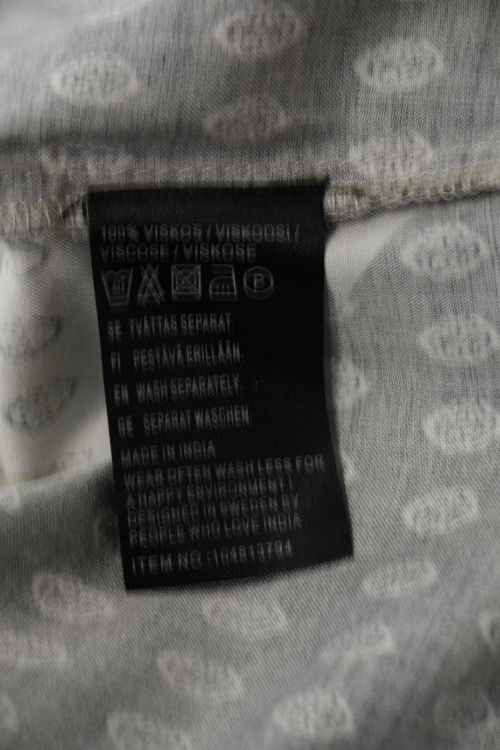 100% VISKOS / VISKOOSI /
VISCOSE / VISKOSE
P
SE TVÄTTAS SEPARAT.
FI PESTÄVÄ ERILLÄÄN.
EN WASH SEPARATELY.
GE SEPARAT WASCHEN.
MADE IN INDIA
WEAR OFTEN WASH LESS FOR
A HAPPY ENVIRONMENT!
DESIGNED IN SWEDEN BY
PEOPLE WHO LOVE INDIA
ITEM NO :104813794